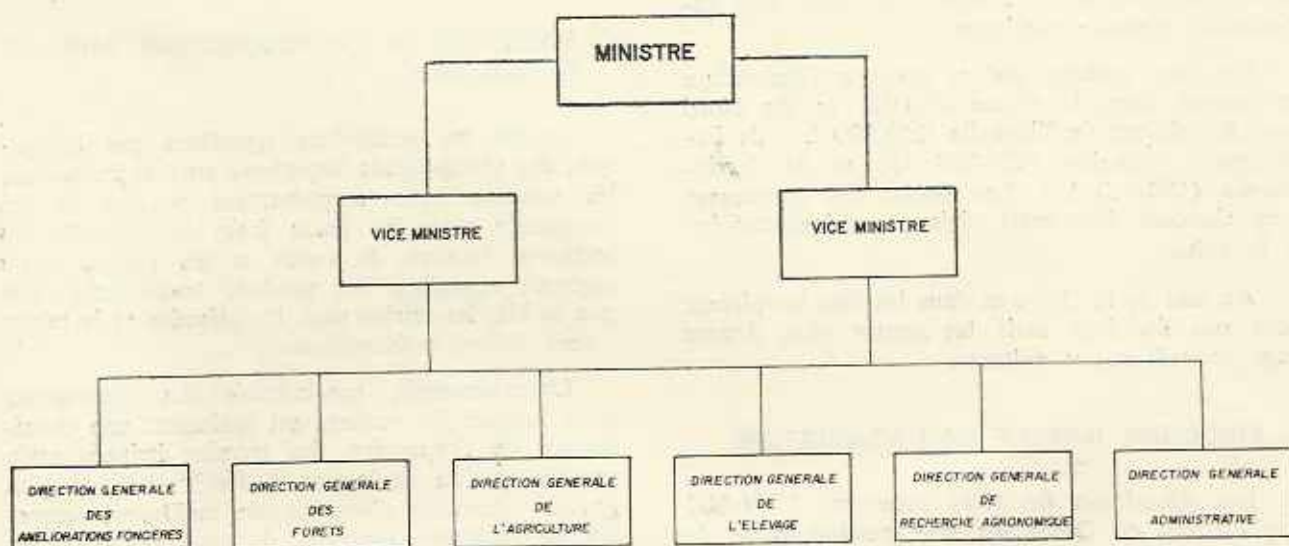 MINISTRE
VICE MINISTRE
VICE MINISTRE
DIRECTION GENERALE
DES
AMELIORATIONS FONCERES
DIRECTION GENERALE
DES
FORETS
DIRECTION GENERALE
DE
L'AGRICULTURE
DIRECTION GENERALE
DE
L'ELEVAGE
DIRECTION GENERALE
DE
RECHERCHE AGRONOMIQUE
DIRECTION GENERALE
ADMINISTRATIVE